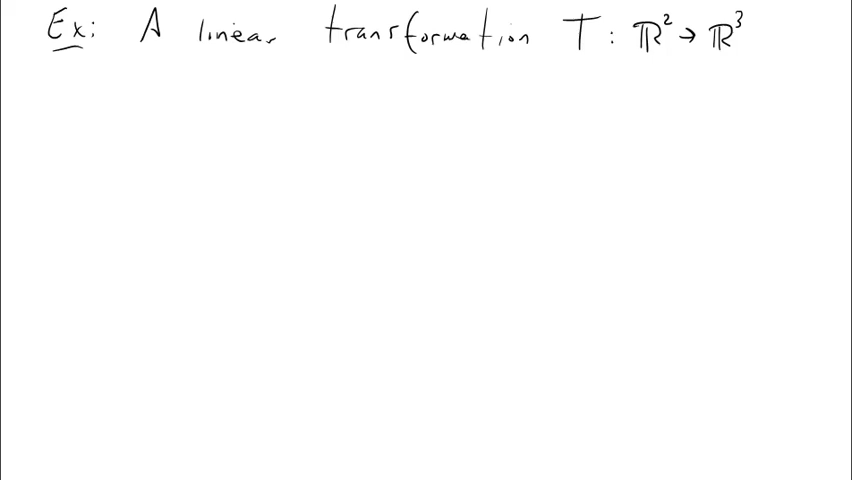 Ex: A linear transformation T: ℝ² → ℝ³